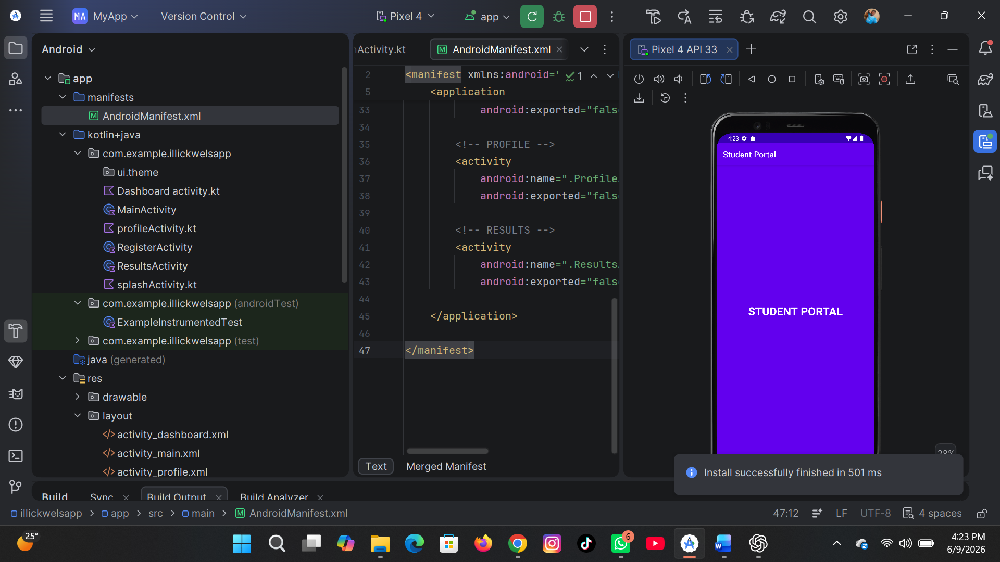 MA MyApp Version Control Pixel 4 app
Android
app
manifests
AndroidManifest.xml
kotlin+java
com.example.illickwelsapp
ui.theme
Dashboard activity.kt
MainActivity
profileActivity.kt
RegisterActivity
ResultsActivity
splashActivity.kt
com.example.illickwelsapp (androidTest)
ExampleInstrumentedTest
com.example.illickwelsapp (test)
java (generated)
res
drawable
layout
activity_dashboard.xml
activity_main.xml
activity_profile.xml
Activity.kt AndroidManifest.xml
2 <manifest xmlns:android=' 1
5 <application
33 android:exported="fals
34
35 <!-- PROFILE -->
36 <activity
37 android:name=".Profile
38 android:exported="fals
39
40 <!-- RESULTS -->
41 <activity
42 android:name=".Results
43 android:exported="fals
44
45 </application>
46
47 </manifest>
Text Merged Manifest
Pixel 4 API 33
4:23
Student Portal
STUDENT PORTAL
28%
Install successfully finished in 501 ms
Build Sync Build Output Build Analyzer
illickwelsapp > app > src > main > AndroidManifest.xml 47:12 LF UTF-8 4 spaces
25°
6
4:23 PM
6/9/2026